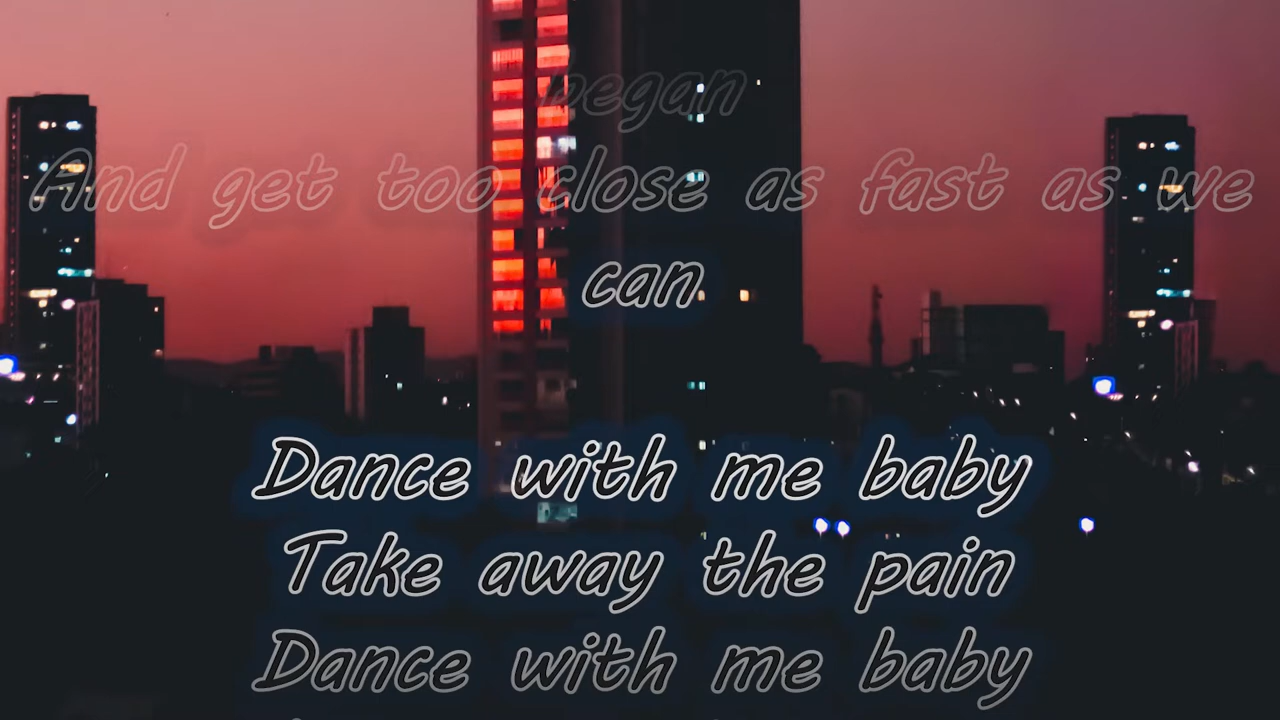 began
And get too close as fast as we
can
Dance with me baby
Take away the pain
Dance with me baby